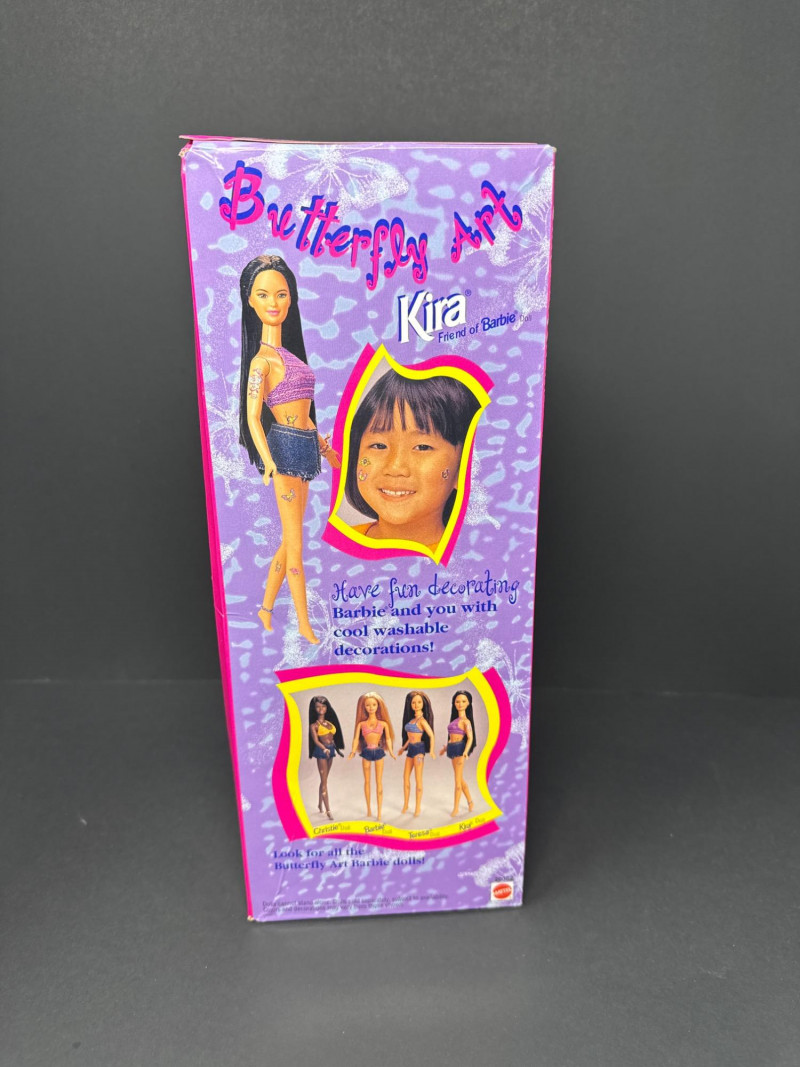 Butterfly Art
Kira®
Friend of Barbie® Doll
Have fun decorating
Barbie® and you with
cool washable
decorations!
Christie® Doll Barbie® Doll Teresa® Doll Kira® Doll
Look for all the
Butterfly Art Barbie dolls!
MATTEL